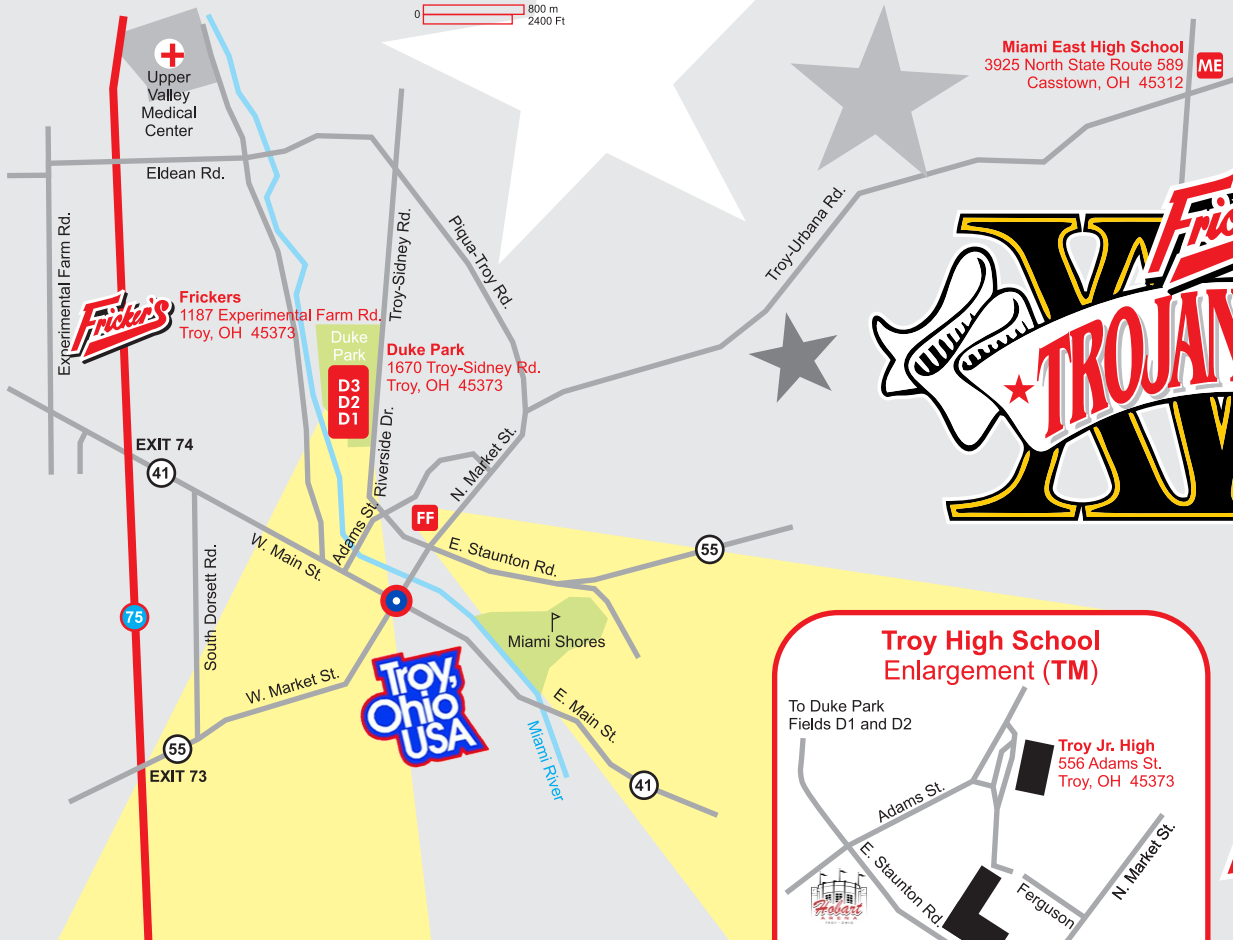 0
800 m
2400 Ft
Upper
Valley
Medical
Center
Miami East High School
3925 North State Route 589
Casstown, OH 45312
ME
Eldean Rd.
Experimental Farm Rd.
Troy-Sidney Rd.
Piqua-Troy Rd.
Troy-Urbana Rd.
Fricker's
Frickers
1187 Experimental Farm Rd.
Troy, OH 45373
Duke
Park
D3
D2
D1
Duke Park
1670 Troy-Sidney Rd.
Troy, OH 45373
TROJAN
EXIT 74
41
Riverside Dr.
N. Market St.
Adams St.
FF
W. Main St.
E. Staunton Rd.
55
South Dorsett Rd.
75
Miami Shores
W. Market St.
Troy,
Ohio
USA
E. Main St.
Miami River
55
EXIT 73
41
Troy High School
Enlargement (TM)
To Duke Park
Fields D1 and D2
Troy Jr. High
556 Adams St.
Troy, OH 45373
Adams St.
E. Staunton Rd.
N. Market St.
Ferguson
Hobart
ARENA